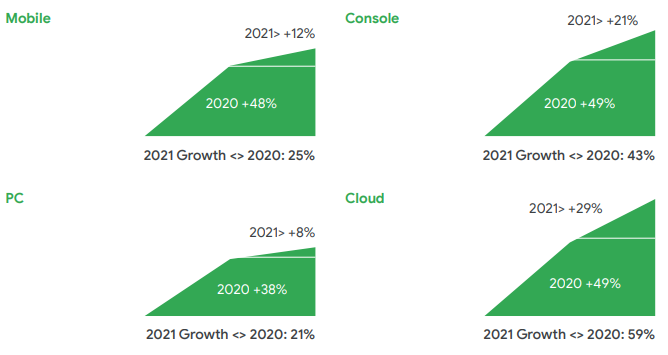 Mobile
2021> +12%
2020 +48%
2021 Growth <> 2020: 25%
Console
2021> +21%
2020 +49%
2021 Growth <> 2020: 43%
PC
2021> +8%
2020 +38%
2021 Growth <> 2020: 21%
Cloud
2021> +29%
2020 +49%
2021 Growth <> 2020: 59%